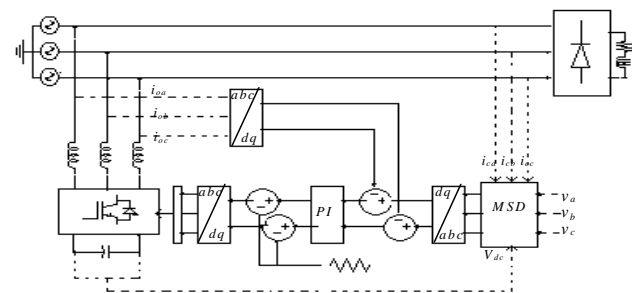 i_oa
abc
i_ob
i_oc
dq
i_ca i_cb i_cc
abc
dq
PI
dq
abc
MSD
v_a
v_b
v_c
V_dc